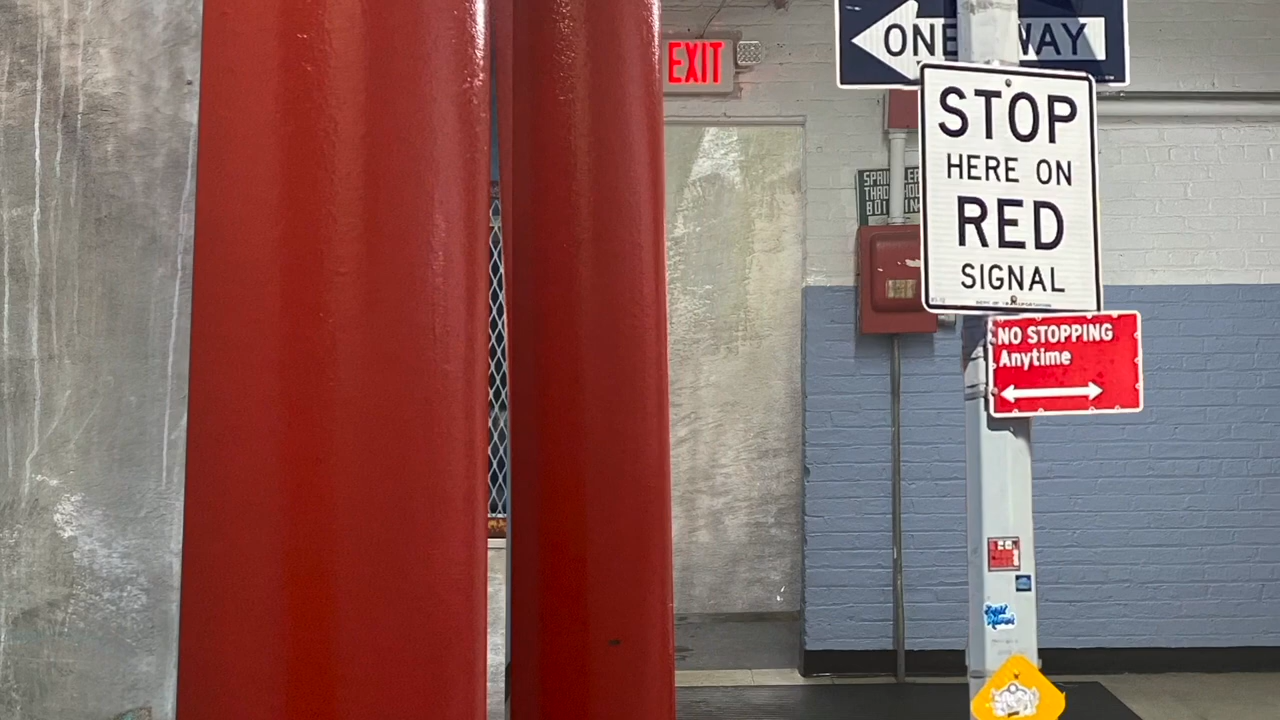 EXIT
ONE WAY
STOP
HERE ON
RED
SIGNAL
NO STOPPING
Anytime